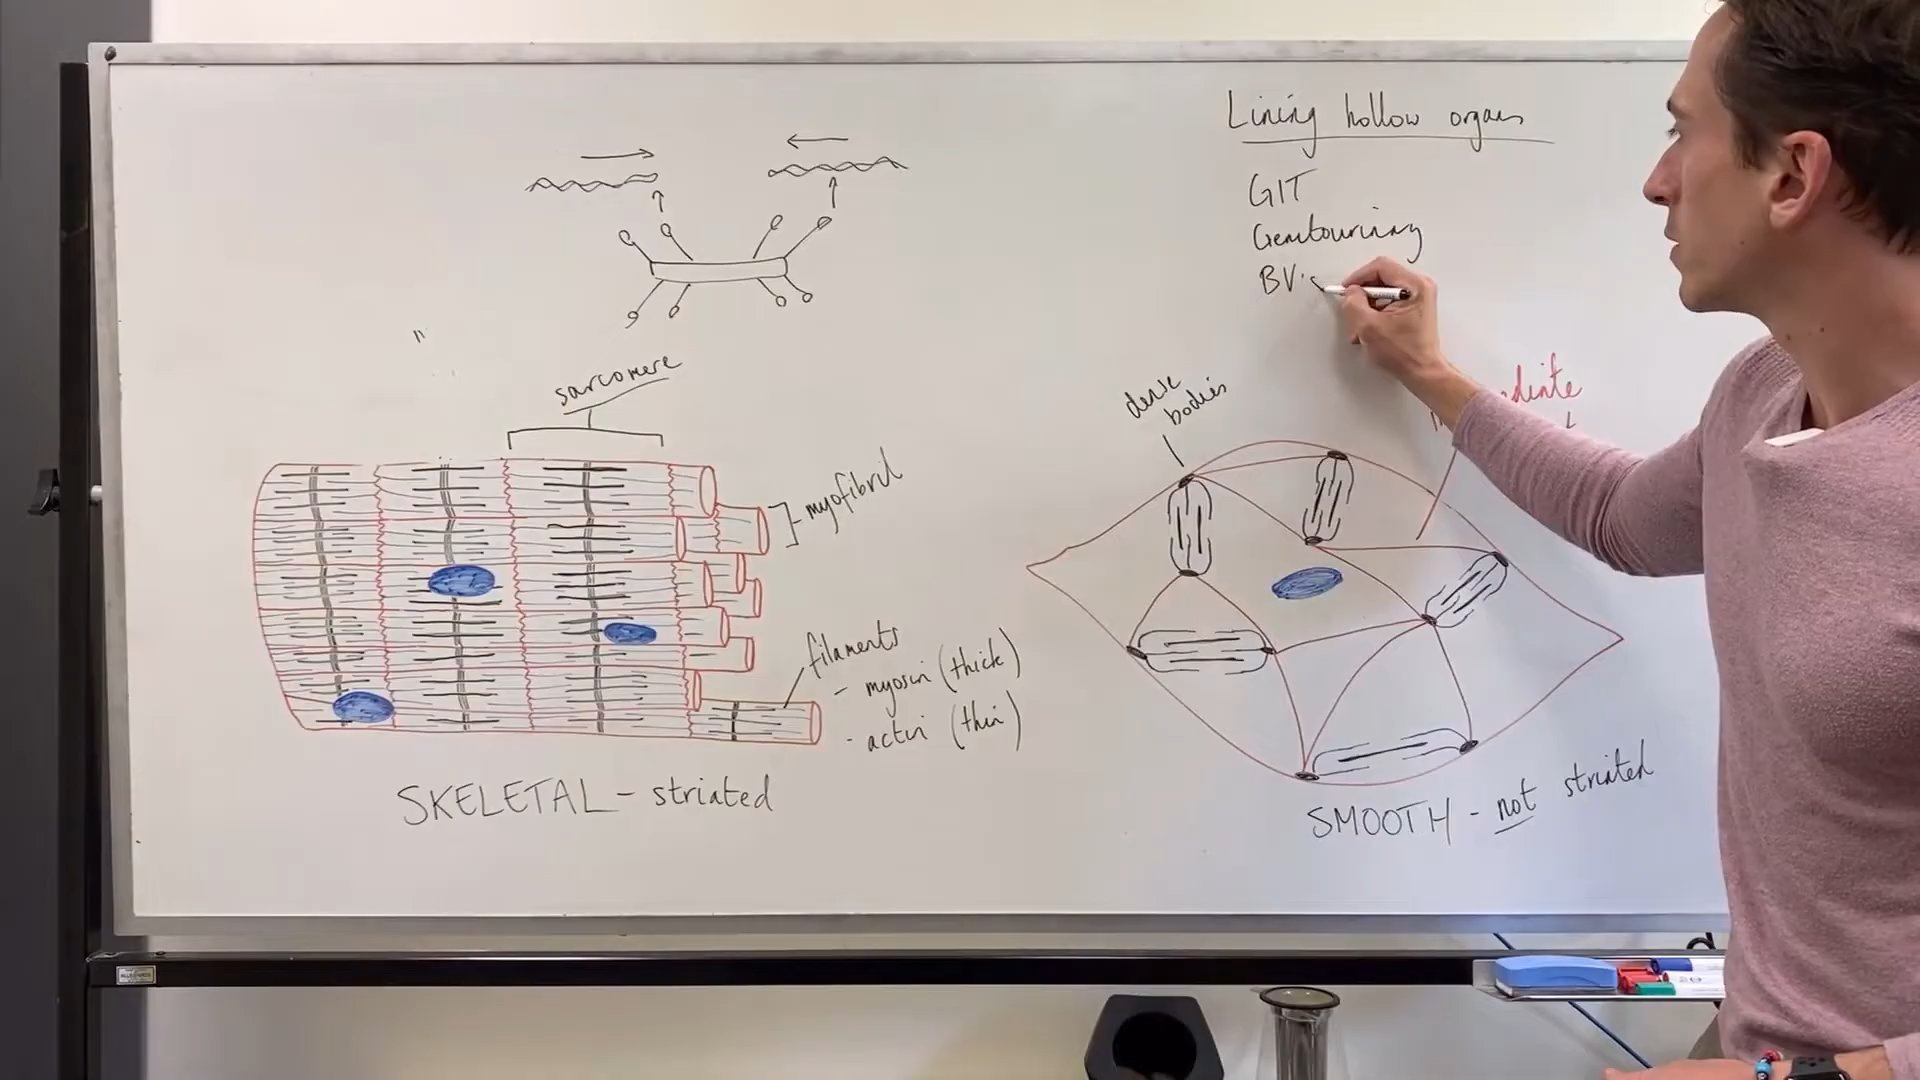 Lining hollow organs
GIT
Genitourinary
BV's
sarcomere
myofibril
filaments
- myosin (thick)
- actin (thin)
SKELETAL - striated
dense
bodies
SMOOTH - not striated